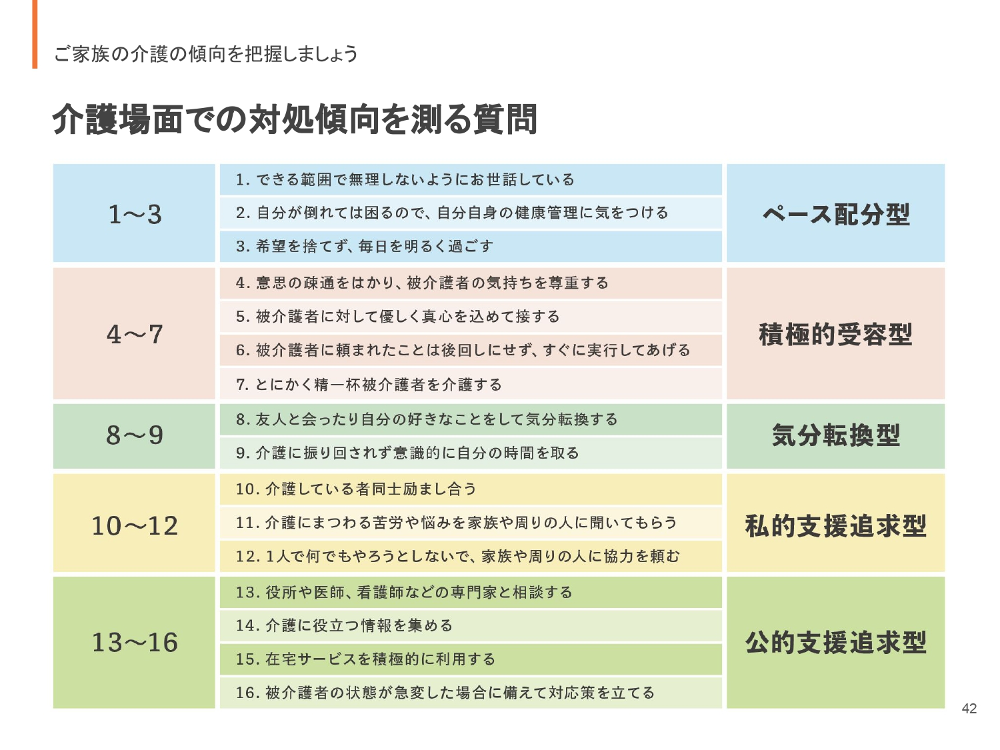 ご家族の介護の傾向を把握しましょう
介護場面での対処傾向を測る質問
1〜3
1. できる範囲で無理しないようにお世話している
2. 自分が倒れては困るので、自分自身の健康管理に気をつける
3. 希望を捨てず、毎日を明るく過ごす
ペース配分型
4〜7
4. 意思の疎通をはかり、被介護者の気持ちを尊重する
5. 被介護者に対して優しく真心を込めて接する
6. 被介護者に頼まれたことは後回しにせず、すぐに実行してあげる
7. とにかく精一杯被介護者を介護する
積極的受容型
8〜9
8. 友人と会ったり自分の好きなことをして気分転換する
9. 介護に振り回されず意識的に自分の時間を取る
気分転換型
10〜12
10. 介護している者同士励まし合う
11. 介護にまつわる苦労や悩みを家族や周りの人に聞いてもらう
12. 1人で何でもやろうとしないで、家族や周りの人に協力を頼む
私的支援追求型
13〜16
13. 役所や医師、看護師などの専門家と相談する
14. 介護に役立つ情報を集める
15. 在宅サービスを積極的に利用する
16. 被介護者の状態が急変した場合に備えて対応策を立てる
公的支援追求型
42